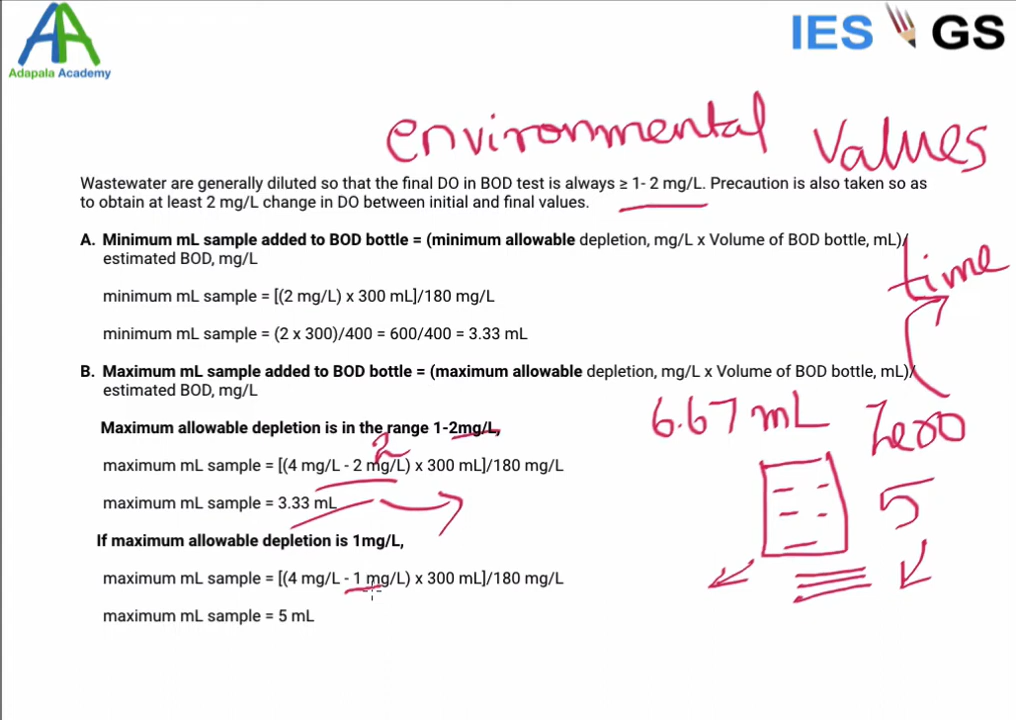 Adapala Academy
IES GS
environmental values
Wastewater are generally diluted so that the final DO in BOD test is always ≥ 1- 2 mg/L. Precaution is also taken so as
to obtain at least 2 mg/L change in DO between initial and final values.
A. Minimum mL sample added to BOD bottle = (minimum allowable depletion, mg/L x Volume of BOD bottle, mL)/
estimated BOD, mg/L
time
minimum mL sample = [(2 mg/L) x 300 mL]/180 mg/L
minimum mL sample = (2 x 300)/400 = 600/400 = 3.33 mL
B. Maximum mL sample added to BOD bottle = (maximum allowable depletion, mg/L x Volume of BOD bottle, mL)/
estimated BOD, mg/L
6.67 mL Zero
Maximum allowable depletion is in the range 1-2mg/L,
2
maximum mL sample = [(4 mg/L - 2 mg/L) x 300 mL]/180 mg/L
maximum mL sample = 3.33 mL
5
If maximum allowable depletion is 1mg/L,
maximum mL sample = [(4 mg/L - 1 mg/L) x 300 mL]/180 mg/L
maximum mL sample = 5 mL